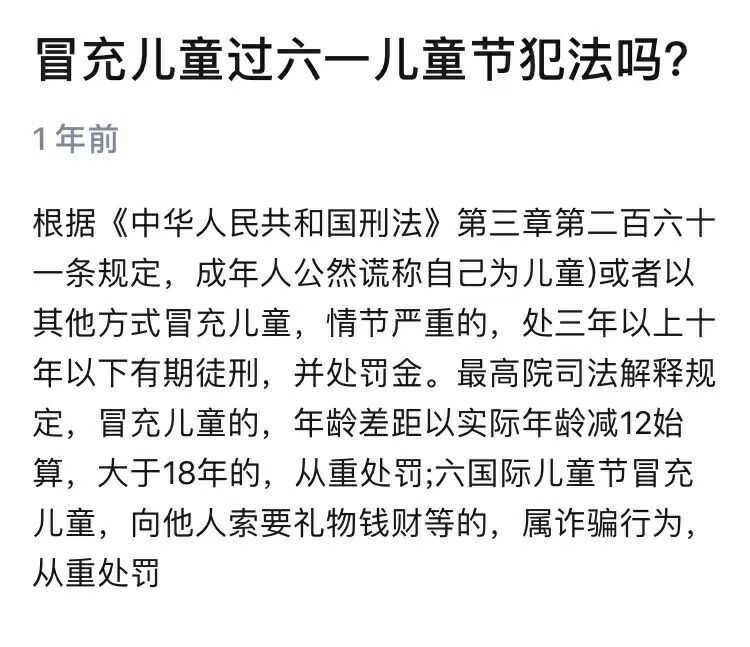 冒充儿童过六一儿童节犯法吗?
1年前
根据《中华人民共和国刑法》第三章第二百六十
一条规定，成年人公然谎称自己为儿童)或者以
其他方式冒充儿童，情节严重的，处三年以上十
年以下有期徒刑，并处罚金。最高院司法解释规
定，冒充儿童的，年龄差距以实际年龄减12始
算，大于18年的，从重处罚;六国际儿童节冒充
儿童，向他人索要礼物钱财等的，属诈骗行为，
从重处罚